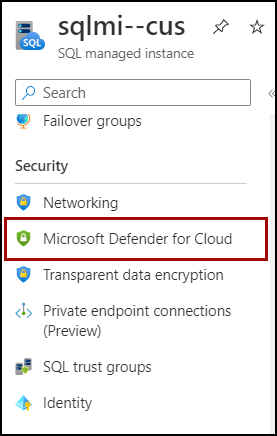 sqlmi--cus
SQL
SQL managed instance
Search
Failover groups
Security
Networking
Microsoft Defender for Cloud
Transparent data encryption
Private endpoint connections
(Preview)
SQL trust groups
Identity